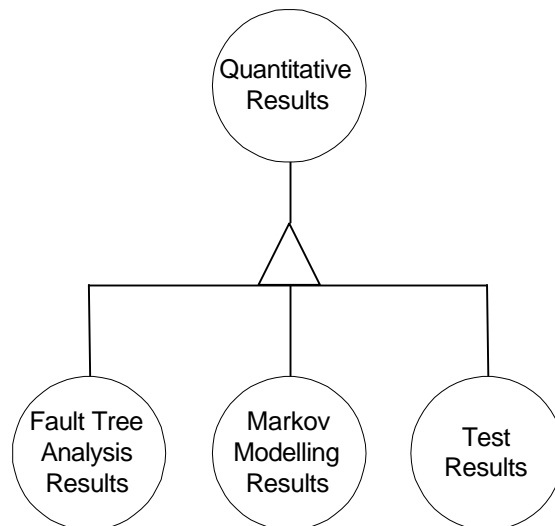 Quantitative
Results
Fault Tree
Analysis
Results
Markov
Modelling
Results
Test
Results